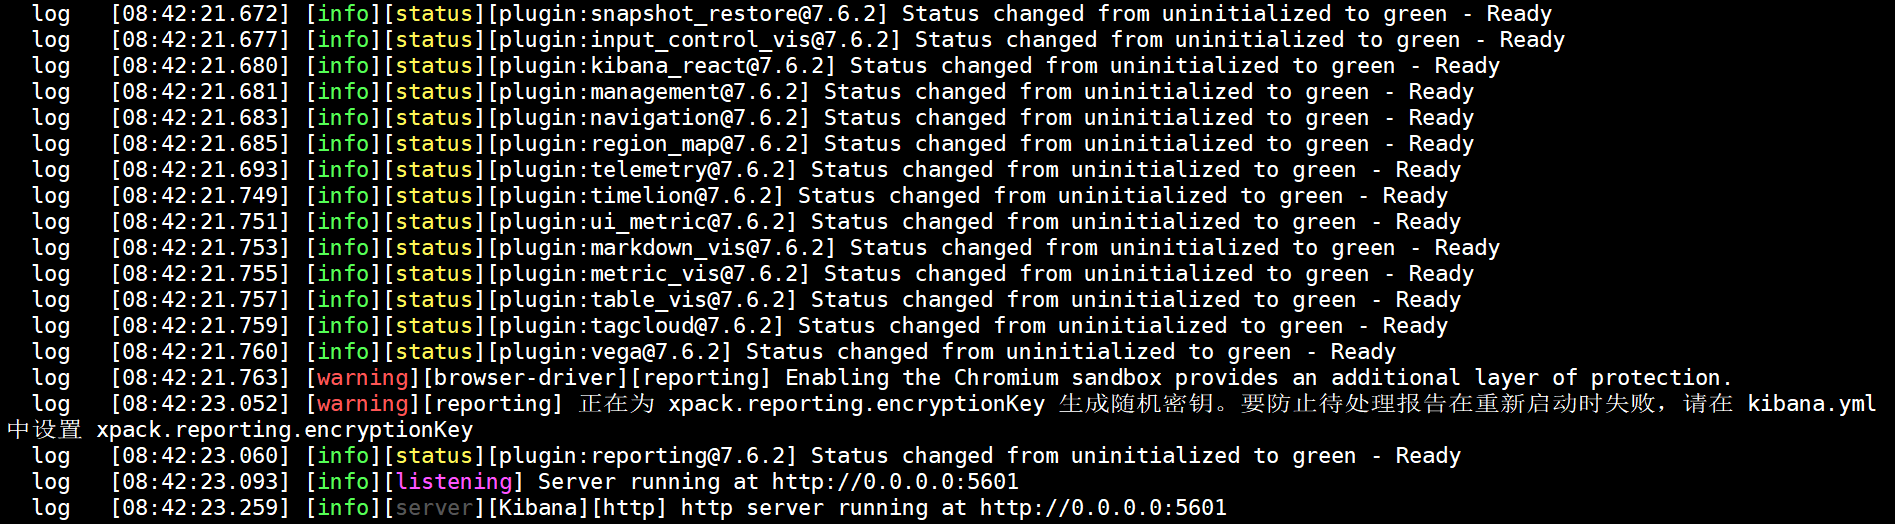 log [08:42:21.672] [info][status][plugin:snapshot_restore@7.6.2] Status changed from uninitialized to green - Ready
log [08:42:21.677] [info][status][plugin:input_control_vis@7.6.2] Status changed from uninitialized to green - Ready
log [08:42:21.680] [info][status][plugin:kibana_react@7.6.2] Status changed from uninitialized to green - Ready
log [08:42:21.681] [info][status][plugin:management@7.6.2] Status changed from uninitialized to green - Ready
log [08:42:21.683] [info][status][plugin:navigation@7.6.2] Status changed from uninitialized to green - Ready
log [08:42:21.685] [info][status][plugin:region_map@7.6.2] Status changed from uninitialized to green - Ready
log [08:42:21.693] [info][status][plugin:telemetry@7.6.2] Status changed from uninitialized to green - Ready
log [08:42:21.749] [info][status][plugin:timelion@7.6.2] Status changed from uninitialized to green - Ready
log [08:42:21.751] [info][status][plugin:ui_metric@7.6.2] Status changed from uninitialized to green - Ready
log [08:42:21.753] [info][status][plugin:markdown_vis@7.6.2] Status changed from uninitialized to green - Ready
log [08:42:21.755] [info][status][plugin:metric_vis@7.6.2] Status changed from uninitialized to green - Ready
log [08:42:21.757] [info][status][plugin:table_vis@7.6.2] Status changed from uninitialized to green - Ready
log [08:42:21.759] [info][status][plugin:tagcloud@7.6.2] Status changed from uninitialized to green - Ready
log [08:42:21.760] [info][status][plugin:vega@7.6.2] Status changed from uninitialized to green - Ready
log [08:42:21.763] [warning][browser-driver][reporting] Enabling the Chromium sandbox provides an additional layer of protection.
log [08:42:23.052] [warning][reporting] 正在为 xpack.reporting.encryptionKey 生成随机密钥。要防止待处理报告在重新启动时失败，请在 kibana.yml
中设置 xpack.reporting.encryptionKey
log [08:42:23.060] [info][status][plugin:reporting@7.6.2] Status changed from uninitialized to green - Ready
log [08:42:23.093] [info][listening] Server running at http://0.0.0.0:5601
log [08:42:23.259] [info][server][Kibana][http] http server running at http://0.0.0.0:5601